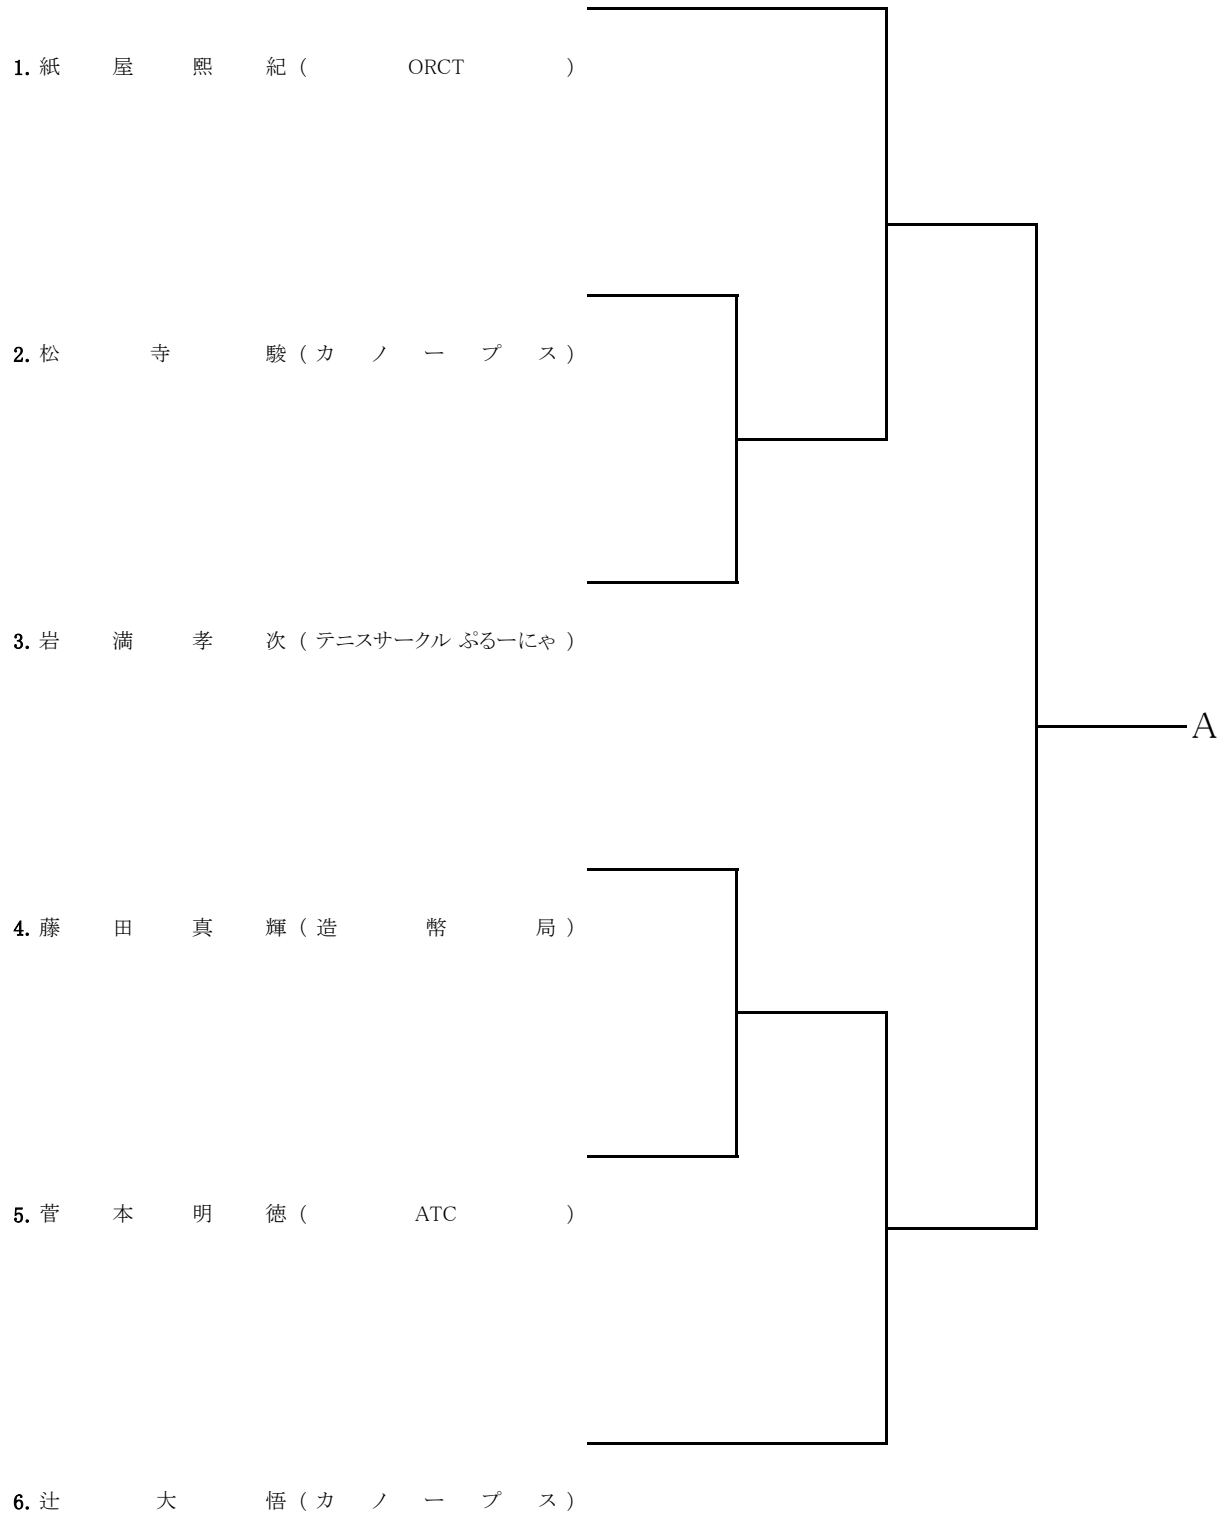 1. 紙屋熙紀 ( ORCT )
2. 松寺駿 ( カノープス )
3. 岩満孝次 ( テニスサークル ぷるーにゃ )
A
4. 藤田真輝 ( 造幣局 )
5. 菅本明徳 ( ATC )
6. 辻大悟 ( カノープス )